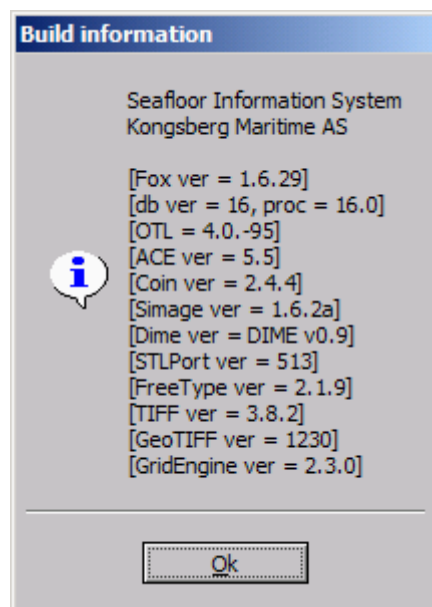 Build information
Seafloor Information System
Kongsberg Maritime AS
[Fox ver = 1.6.29]
[db ver = 16, proc = 16.0]
[OTL = 4.0.-95]
[ACE ver = 5.5]
[Coin ver = 2.4.4]
[Simage ver = 1.6.2a]
[Dime ver = DIME v0.9]
[STLPort ver = 513]
[FreeType ver = 2.1.9]
[TIFF ver = 3.8.2]
[GeoTIFF ver = 1230]
[GridEngine ver = 2.3.0]
Ok